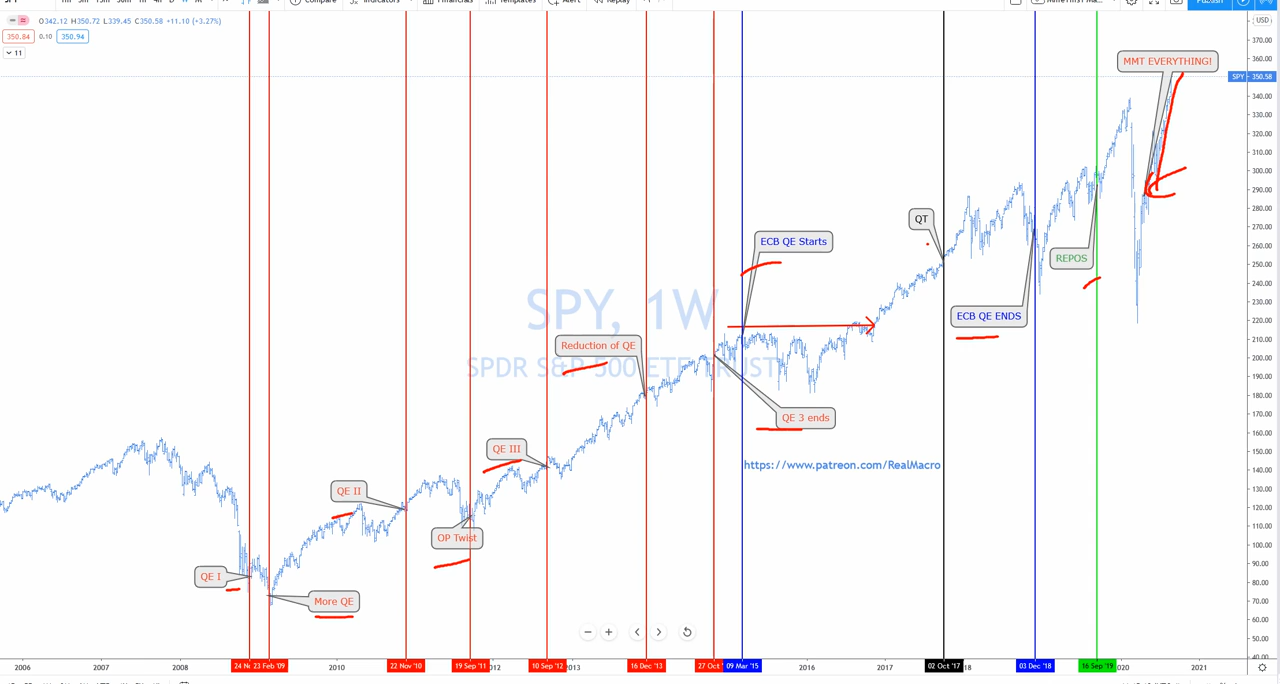 O342.12 H350.72 L339.45 C350.58 +11.10 (+3.27%)
350.84 0.10 350.94
11
USD
MMT EVERYTHING!
SPY 350.58
QT
ECB QE Starts
REPOS
ECB QE ENDS
SPY, 1W
SPDR S&P 500 ETF TRUST
Reduction of QE
QE 3 ends
QE III
https://www.patreon.com/RealMacro
QE II
OP Twist
QE I
More QE
370.00
360.00
340.00
330.00
320.00
310.00
300.00
290.00
280.00
270.00
260.00
250.00
240.00
230.00
220.00
210.00
200.00
190.00
180.00
170.00
160.00
150.00
140.00
130.00
120.00
110.00
100.00
90.00
80.00
70.00
60.00
50.00
40.00
2006 2007 2008 23 Feb '09 2010 22 Nov '10 19 Sep '11 10 Sep '12 16 Dec '13 09 Mar '15 2016 2017 02 Oct '17 03 Dec '18 16 Sep '19 2021